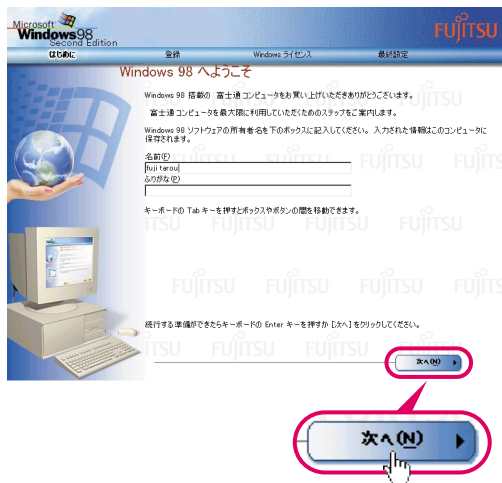 Microsoft
Windows98
Second Edition
FUJITSU
はじめに 登録 Windows ライセンス 最終設定
Windows 98 へようこそ
Windows 98 搭載の 富士通コンピュータをお買い上げいただきありがとうございます。
富士通コンピュータを最大限に利用していただくためのステップをご案内します。
Windows 98 ソフトウェアの所有者名を下のボックスに記入してください。 入力された情報はこのコンピュータに
保存されます。
名前(F)
fuji tarou
ふりがな(P)
キーボードの Tab キーを押すとボックスやボタンの間を移動できます。
続行する準備ができたらキーボードの Enter キーを押すか [次へ] をクリックしてください。
次へ(N)
次へ(N)